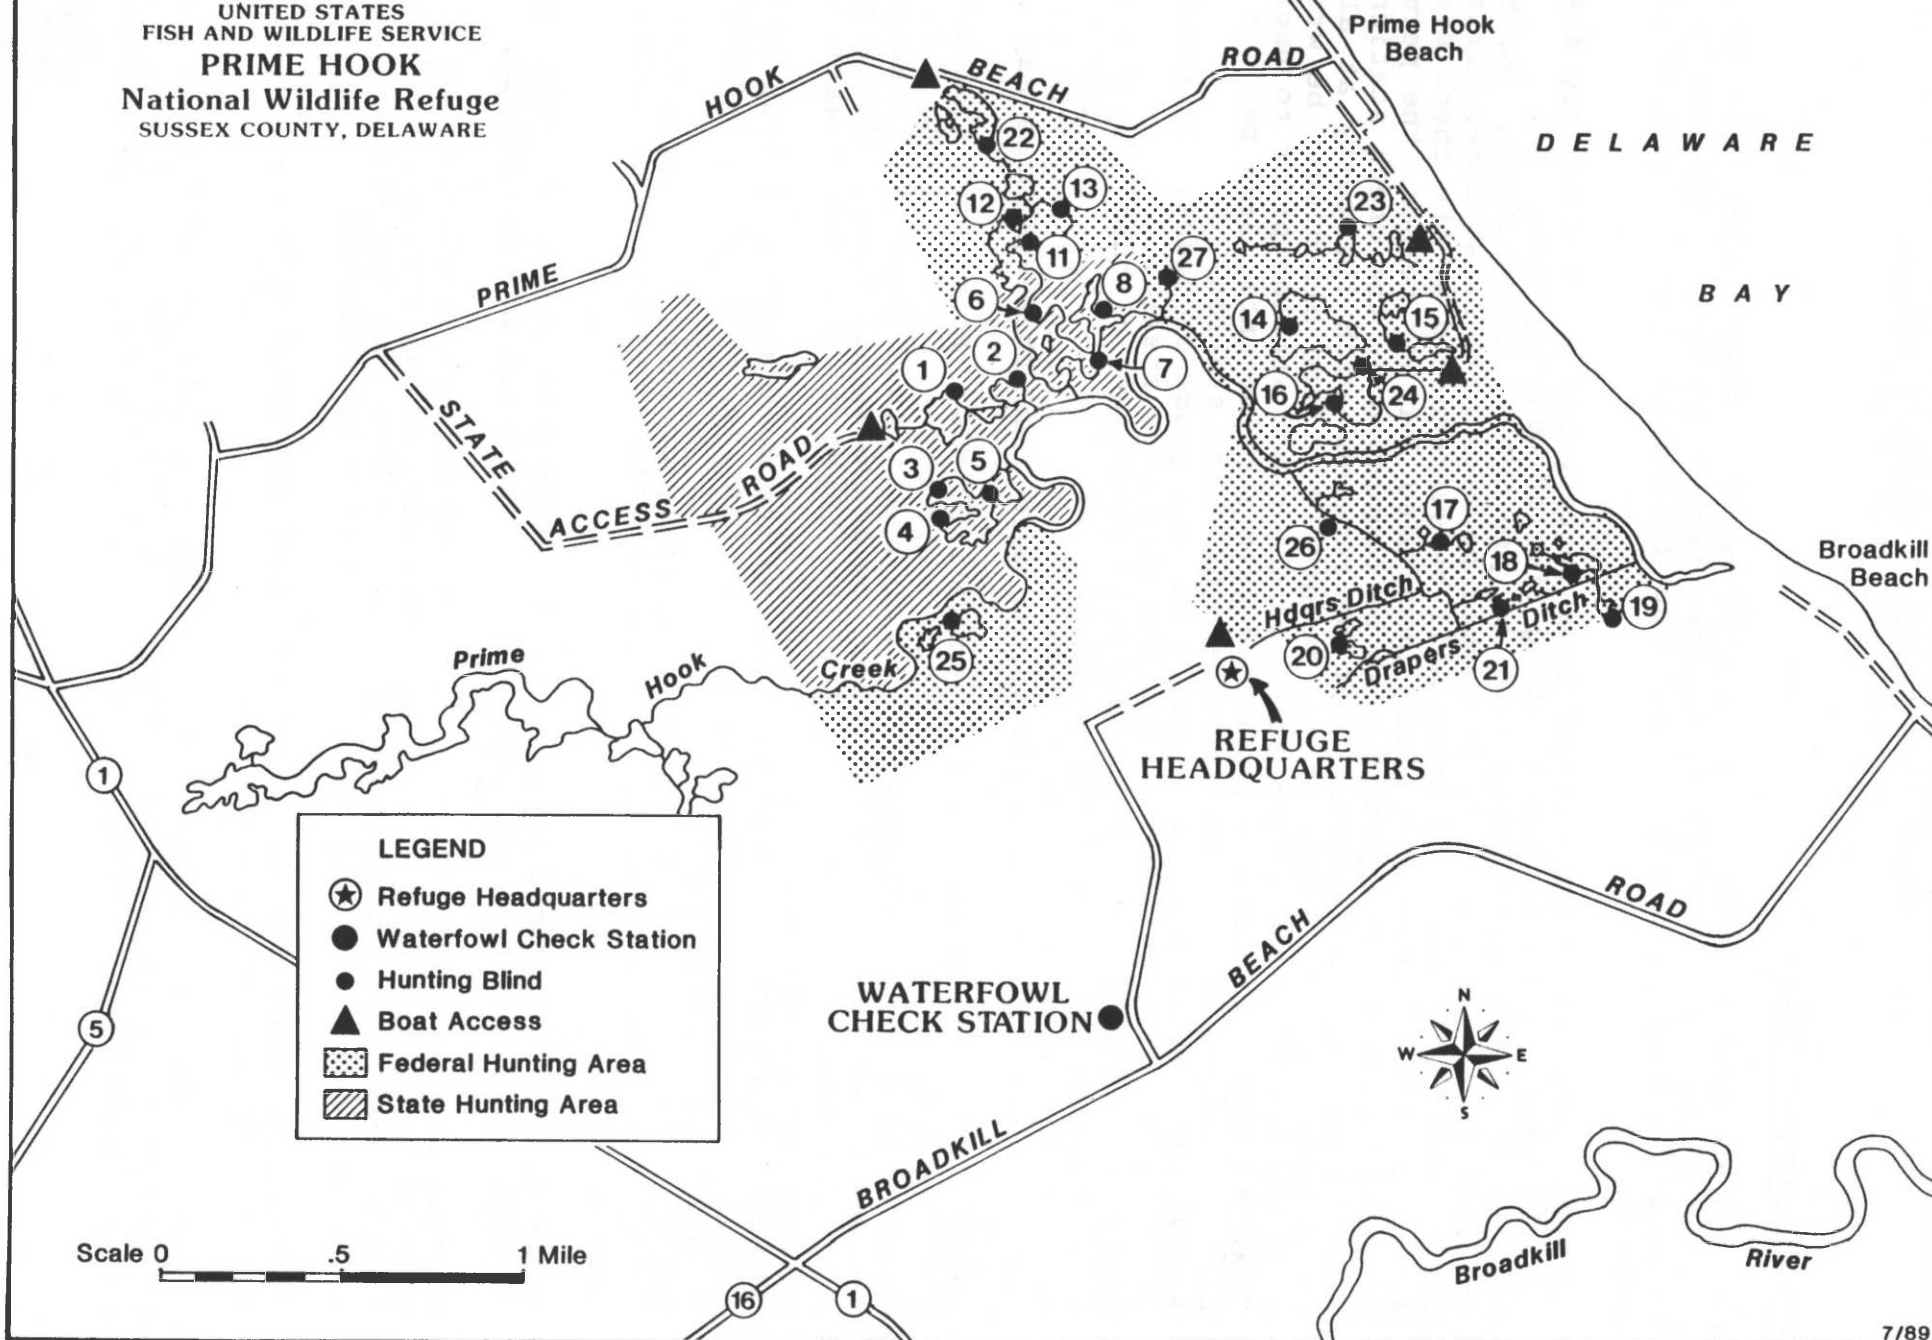 UNITED STATES
FISH AND WILDLIFE SERVICE
PRIME HOOK
National Wildlife Refuge
SUSSEX COUNTY, DELAWARE
Prime Hook
Beach
HOOK
BEACH
ROAD
DELAWARE
22
12
13
23
11
27
PRIME
6
8
BAY
14
15
2
1
7
16
24
STATE
ROAD
3
5
ACCESS
4
17
26
18
Broadkill
Beach
Hdqrs Ditch
Ditch
19
Prime
Hook
Creek
25
20
Drapers
21
REFUGE
HEADQUARTERS
1
LEGEND
Refuge Headquarters
Waterfowl Check Station
Hunting Blind
Boat Access
Federal Hunting Area
State Hunting Area
ROAD
BEACH
WATERFOWL
CHECK STATION
5
N
W
E
S
BROADKILL
Scale 0 .5 1 Mile
Broadkill
River
16
1
7/89